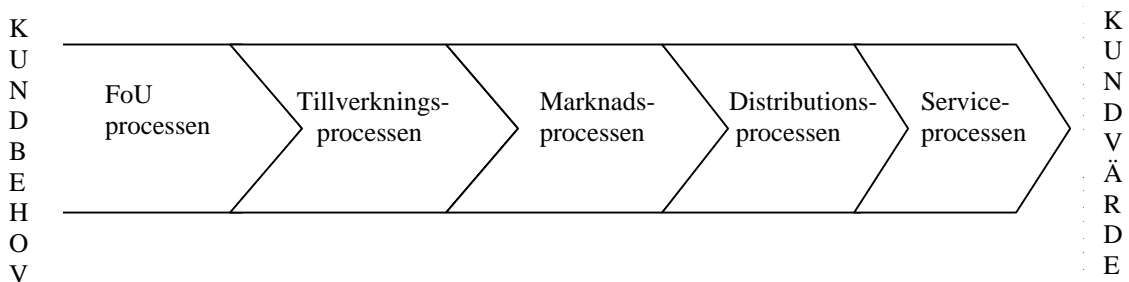 K
U
N
D
B
E
H
O
V
FoU
processen
Tillverknings-
processen
Marknads-
processen
Distributions-
processen
Service-
processen
K
U
N
D
V
Ä
R
D
E